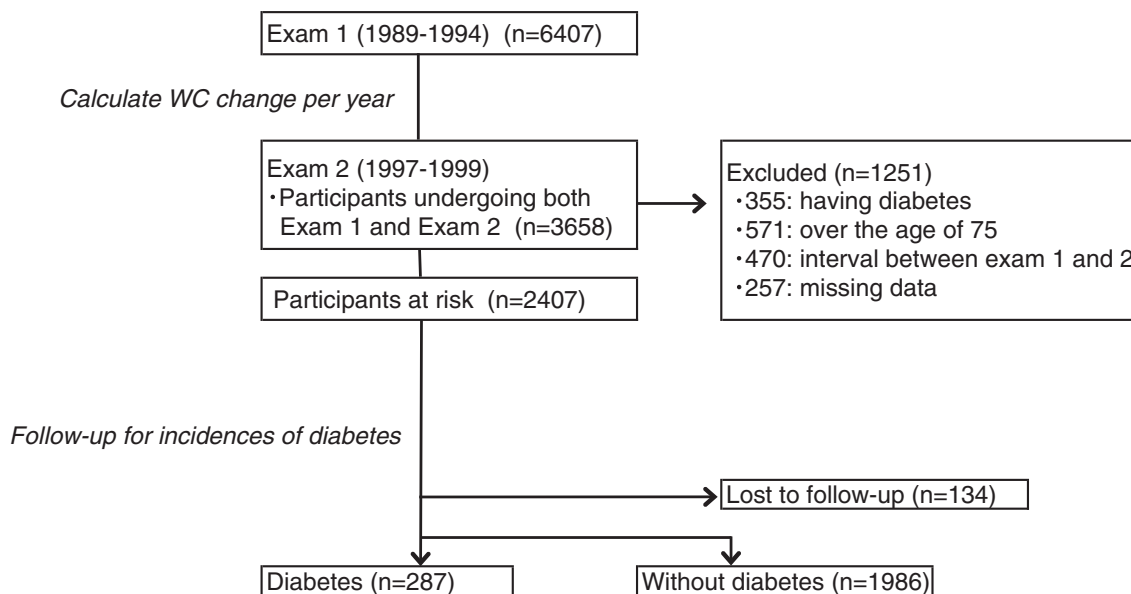 Exam 1 (1989-1994)  (n=6407)
Calculate WC change per year
Exam 2 (1997-1999)
・Participants undergoing both
Exam 1 and Exam 2  (n=3658)
Excluded (n=1251)
・355: having diabetes
・571: over the age of 75
・470: interval between exam 1 and 2
・257: missing data
Participants at risk  (n=2407)
Follow-up for incidences of diabetes
Lost to follow-up (n=134)
Diabetes (n=287)
Without diabetes (n=1986)